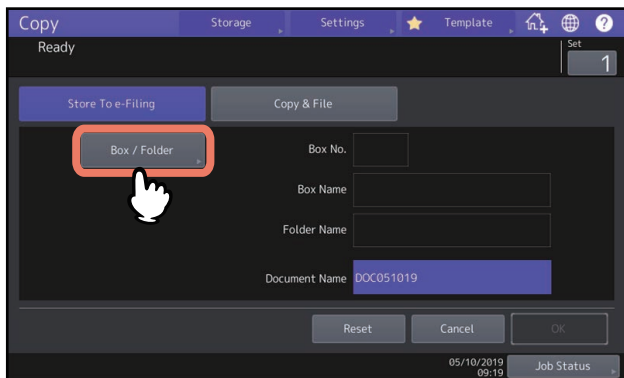 Copy Storage Settings Template ?
Ready Set
1
Store To e-Filing Copy & File
Box / Folder Box No.
Box Name
Folder Name
Document Name DOC051019
Reset Cancel OK
05/10/2019
09:19 Job Status